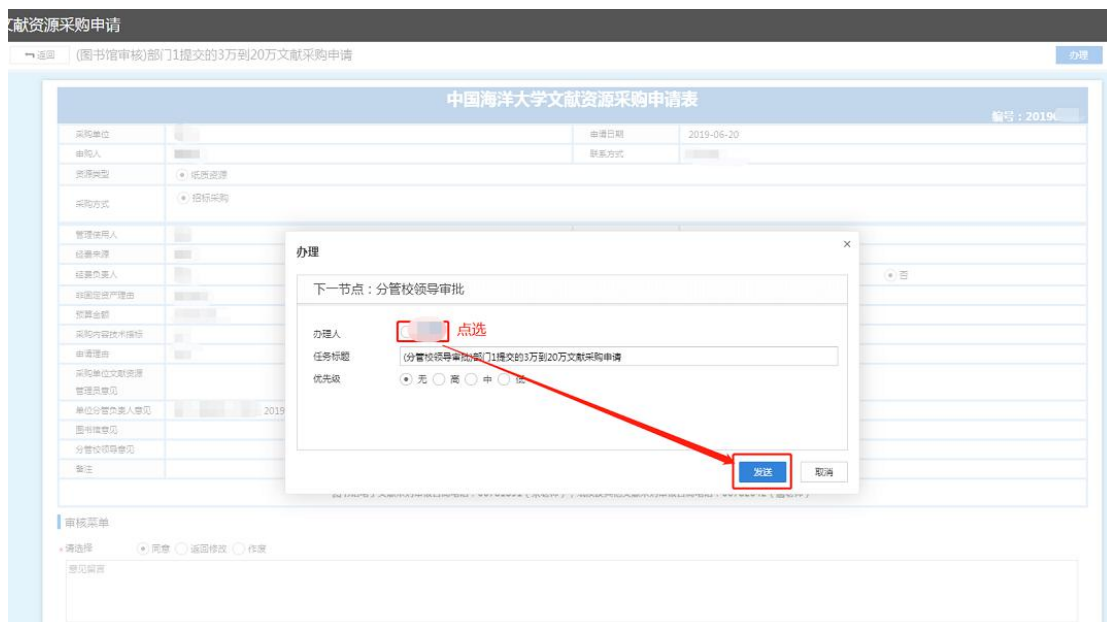 文献资源采购申请
返回 (图书馆审核)部门1提交的3万到20万文献采购申请 办理
中国海洋大学文献资源采购申请表
编号：2019
采购单位 申请日期 2019-06-20
申购人 联系方式
资源类型 纸质资源
采购方式 招标采购
管理使用人
经费来源
经费负责人 否
非固定资产理由
预算金额
采购内容技术指标
申请理由
采购单位文献资源
管理员意见
单位分管负责人意见 2019
图书馆意见
分管校领导意见
备注
办理 ×
下一节点：分管校领导审批
办理人 点选
任务标题 (分管校领导审批)部门1提交的3万到20万文献采购申请
优先级 无 高 中 低
发送 取消
审核菜单
*请选择 同意 返回修改 作废
意见留言